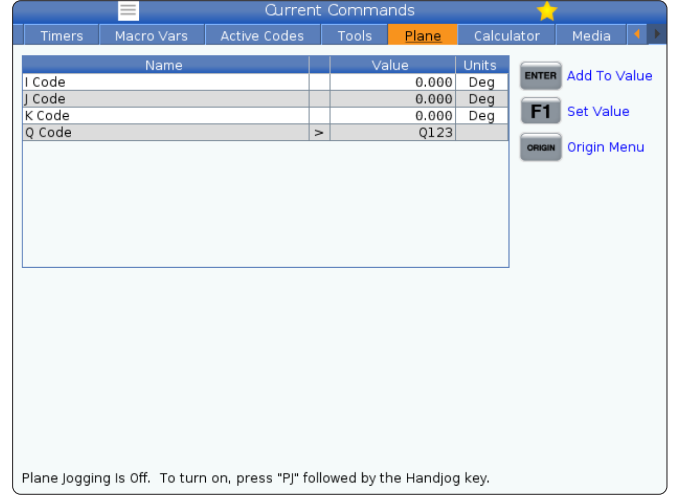 Current Commands
Timers Macro Vars Active Codes Tools Plane Calculator Media
Name Value Units
I Code 0.000 Deg
J Code 0.000 Deg
K Code 0.000 Deg
Q Code > Q123
ENTER Add To Value
F1 Set Value
ORIGIN Origin Menu
Plane Jogging Is Off. To turn on, press "PJ" followed by the Handjog key.